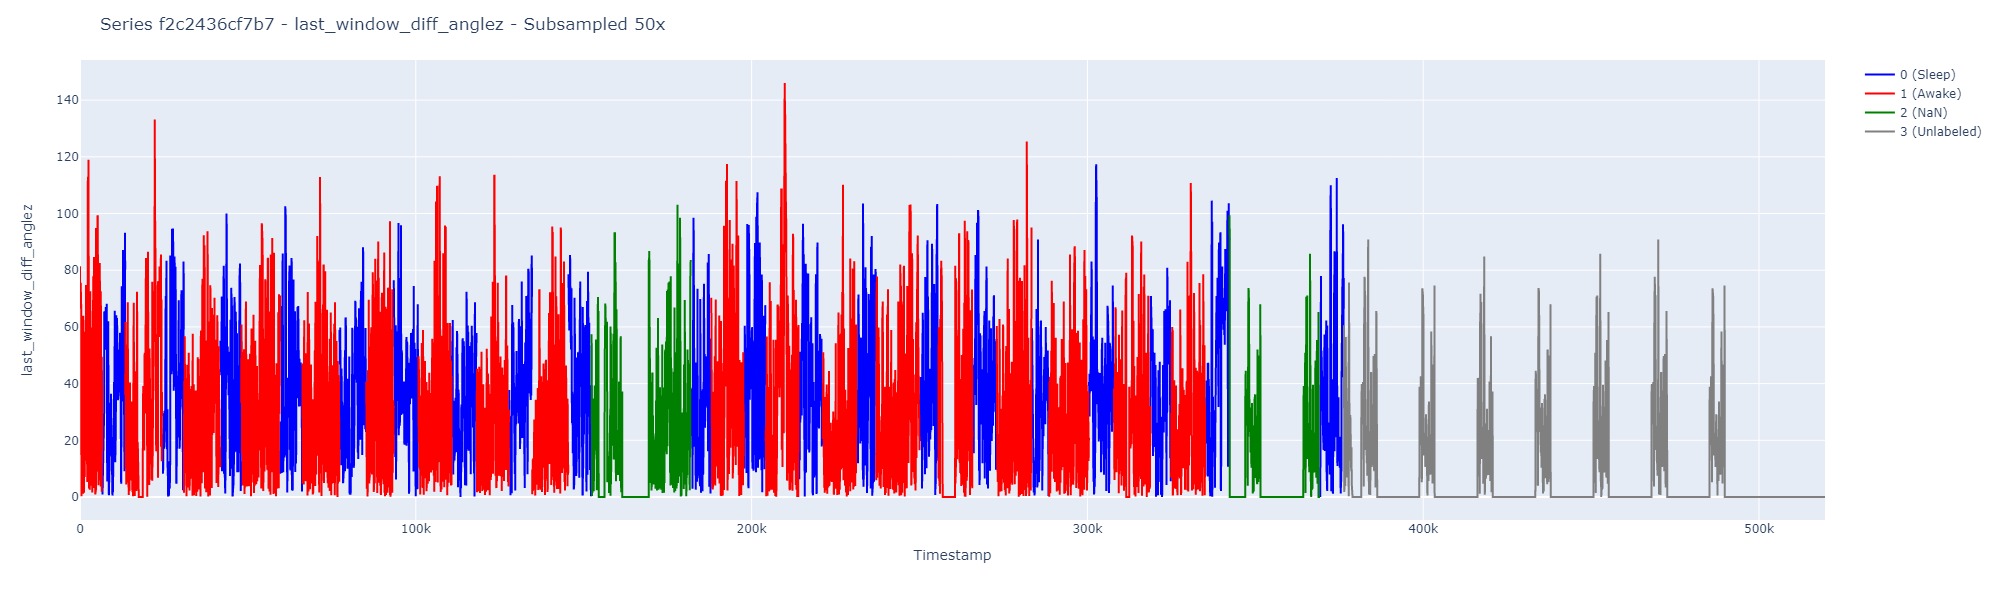 Series f2c2436cf7b7 - last_window_diff_anglez - Subsampled 50x
0 (Sleep)
1 (Awake)
2 (NaN)
3 (Unlabeled)
last_window_diff_anglez
140
120
100
80
60
40
20
0
0
100k
200k
300k
400k
500k
Timestamp